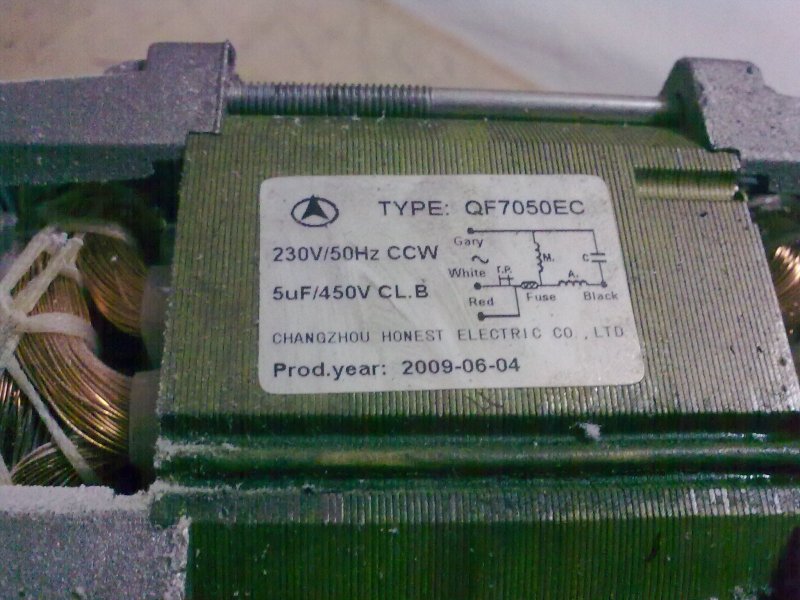 TYPE: QF7050EC
230V/50Hz CCW
5uF/450V CL.B
Gary
White
Red
T.P.
M.
C
A.
Fuse
Black
CHANGZHOU HONEST ELECTRIC CO.,LTD
Prod.year: 2009-06-04